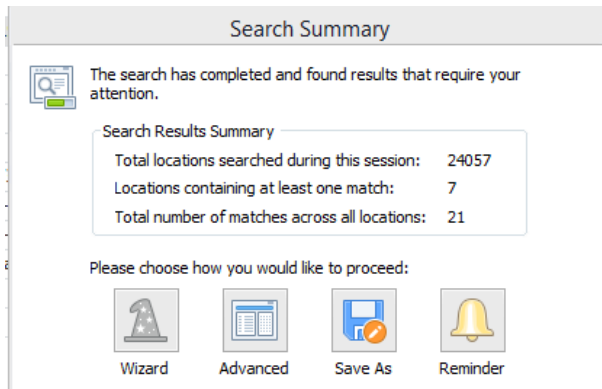 Search Summary
The search has completed and found results that require your
attention.
Search Results Summary
Total locations searched during this session: 24057
Locations containing at least one match: 7
Total number of matches across all locations: 21
Please choose how you would like to proceed:
Wizard Advanced Save As Reminder